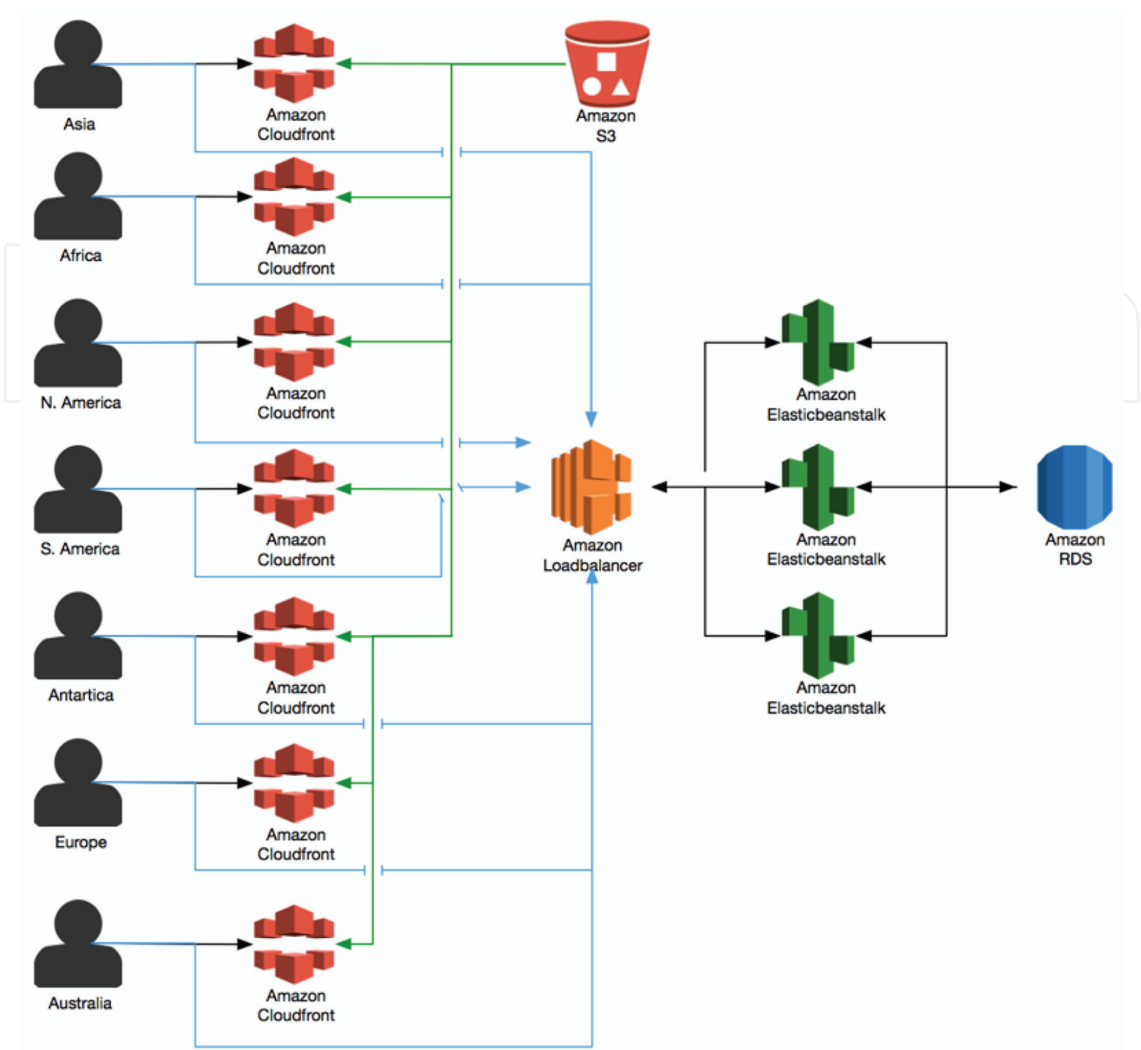 Asia
Amazon
Cloudfront
Amazon
S3
Africa
Amazon
Cloudfront
N. America
Amazon
Cloudfront
Amazon
Elasticbeanstalk
S. America
Amazon
Cloudfront
Amazon
Loadbalancer
Amazon
Elasticbeanstalk
Amazon
RDS
Antartica
Amazon
Cloudfront
Amazon
Elasticbeanstalk
Europe
Amazon
Cloudfront
Australia
Amazon
Cloudfront